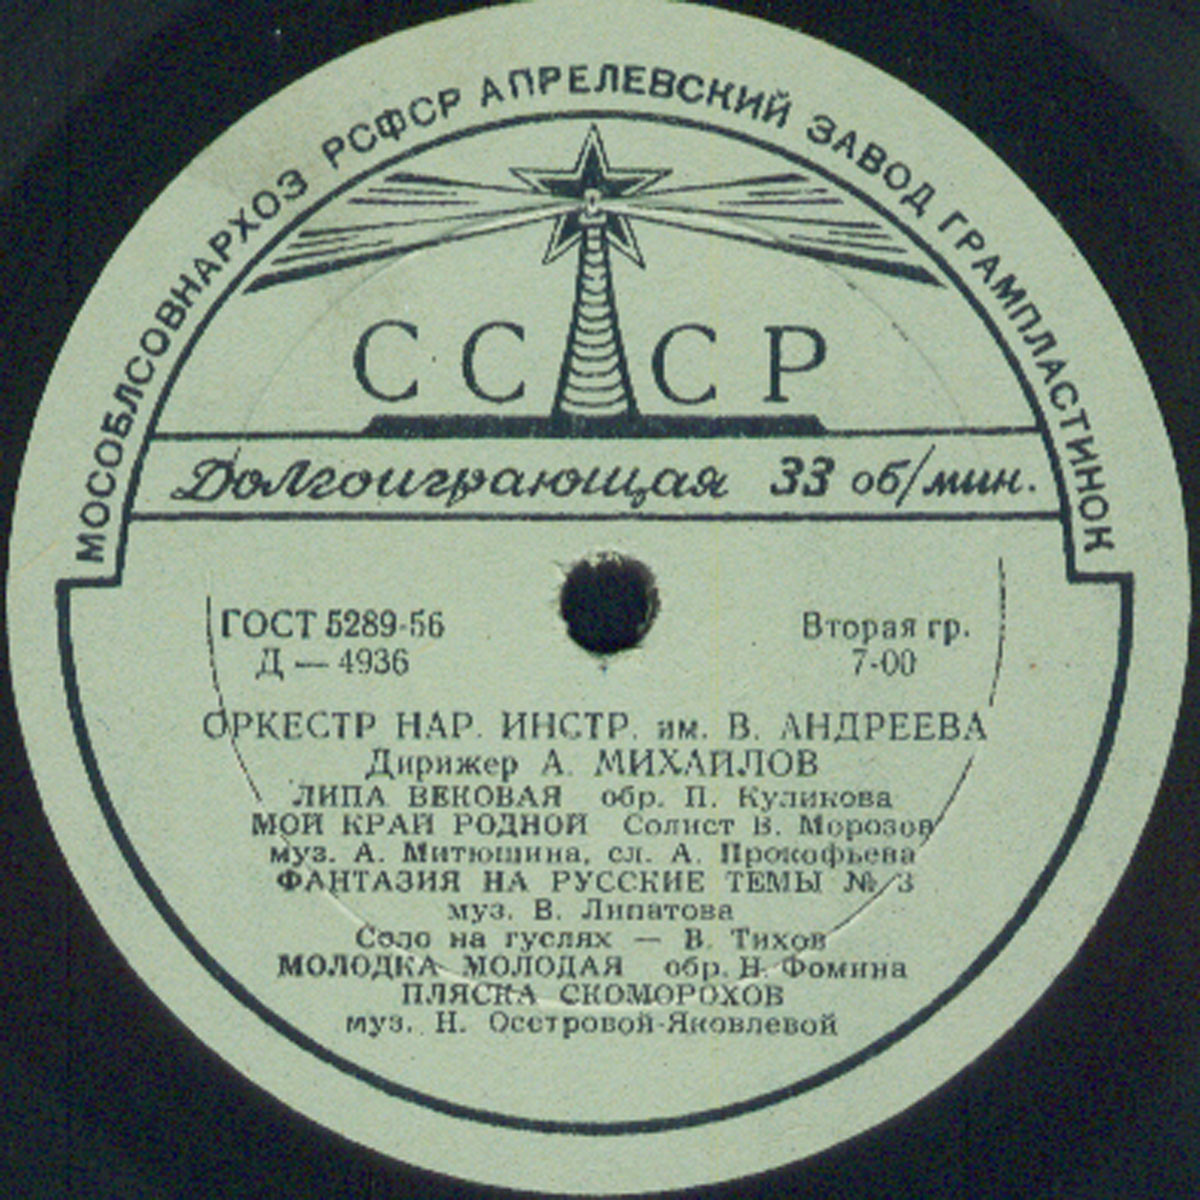 МОСОБЛСОВНАРХОЗ РСФСР АПРЕЛЕВСКИЙ ЗАВОД ГРАМПЛАСТИНОК
СССР
Долгоиграющая 33 об/мин.
ГОСТ 5289-56
Д — 4936
Вторая гр.
7-00
ОРКЕСТР НАР. ИНСТР. им. В. АНДРЕЕВА
Дирижер А. МИХАЙЛОВ
ЛИПА ВЕКОВАЯ обр. П. Куликова
МОЙ КРАЙ РОДНОЙ Солист В. Морозов
муз. А. Митюшина, сл. А. Прокофьева
ФАНТАЗИЯ НА РУССКИЕ ТЕМЫ № 3
муз. В. Липатова
Соло на гуслях — В. Тихов
МОЛОДКА МОЛОДАЯ обр. Н. Фомина
ПЛЯСКА СКОМОРОХОВ
муз. Н. Осетровой-Яковлевой